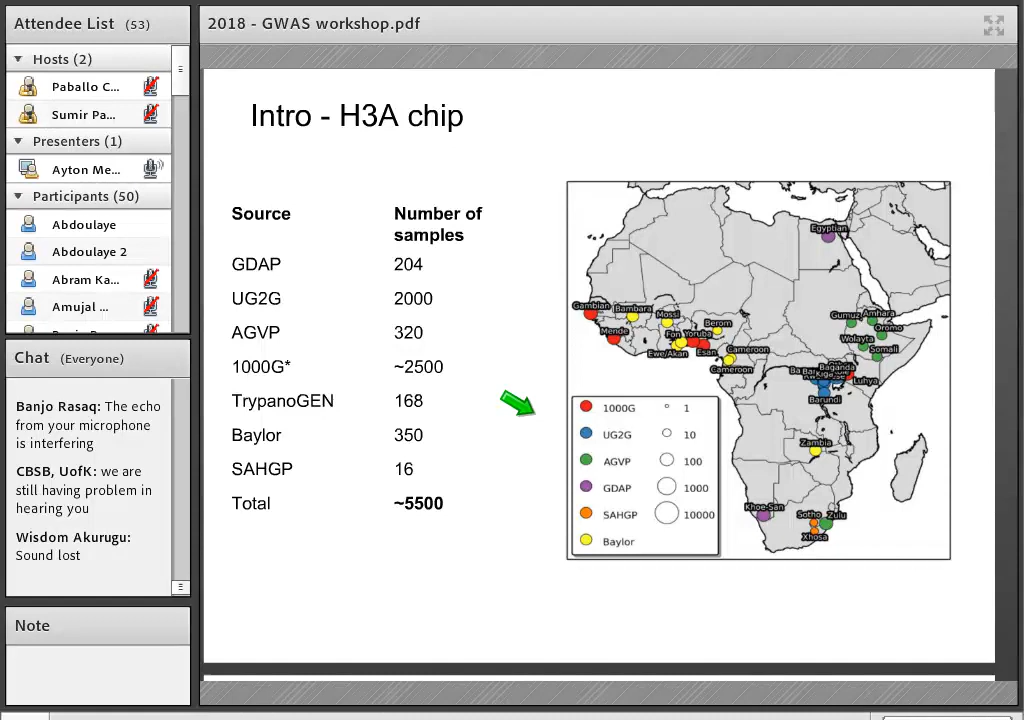 Attendee List (53)
Hosts (2)
Paballo C...
Sumir Pa...
Presenters (1)
Ayton Me...
Participants (50)
Abdoulaye
Abdoulaye 2
Abram Ka...
Amujal ...
Chat (Everyone)
Banjo Rasaq: The echo
from your microphone
is interfering
CBSB, UofK: we are
still having problem in
hearing you
Wisdom Akurugu:
Sound lost
Note
2018 - GWAS workshop.pdf
Intro - H3A chip
Source Number of
samples
GDAP 204
UG2G 2000
AGVP 320
1000G* ~2500
TrypanoGEN 168
Baylor 350
SAHGP 16
Total ~5500
Egyptian
Gambian Bambara
Mossi
Mende
Berom
Fon Yoruba
Ewe/Akan Esan
Cameroon
Cameroon
Gumuz Amhara
Oromo
Wolayta
Somali
Baganda
Luhya
Barundi
Zambia
Khoe-San
Sotho Zulu
Xhosa
1000G 1
UG2G 10
AGVP 100
GDAP 1000
SAHGP 10000
Baylor